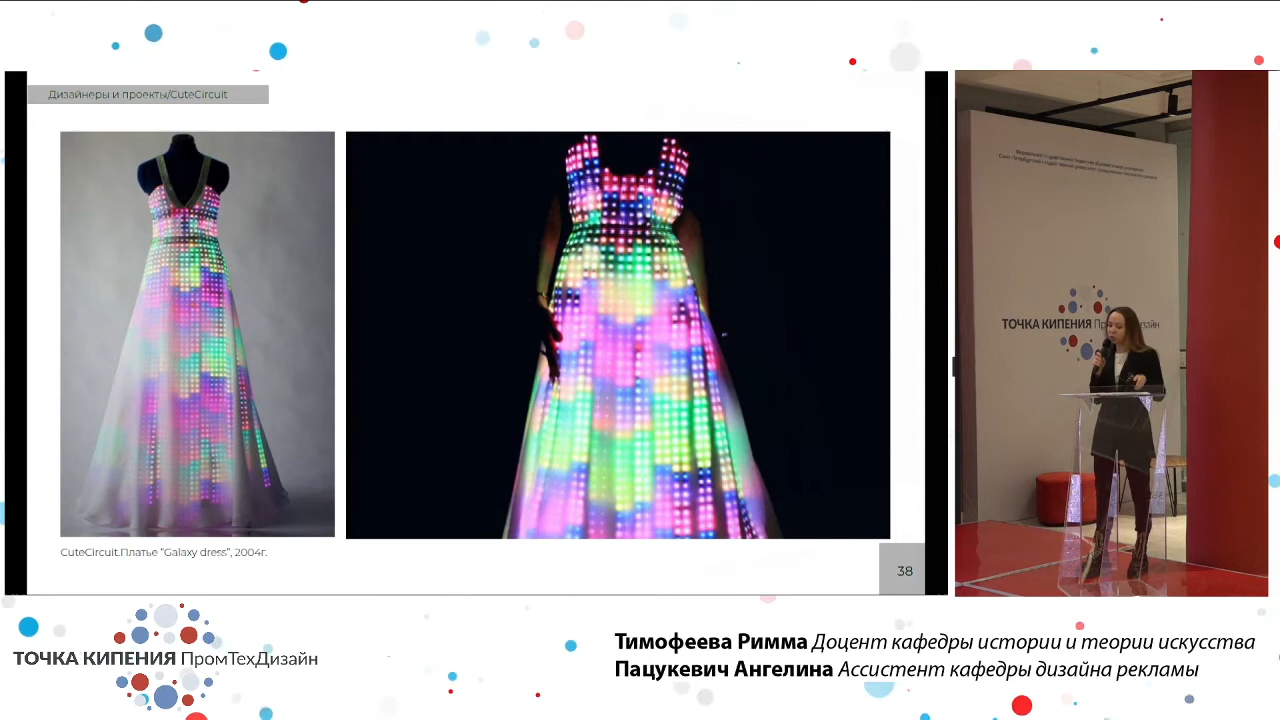 Дизайнеры и проекты/CuteCircuit
CuteCircuit.Платье "Galaxy dress", 2004г.
38
ТОЧКА КИПЕНИЯ ПромТехДизайн
ТОЧКА КИПЕНИЯ ПромТехДизайн
Тимофеева Римма Доцент кафедры истории и теории искусства
Пацукевич Ангелина Ассистент кафедры дизайна рекламы